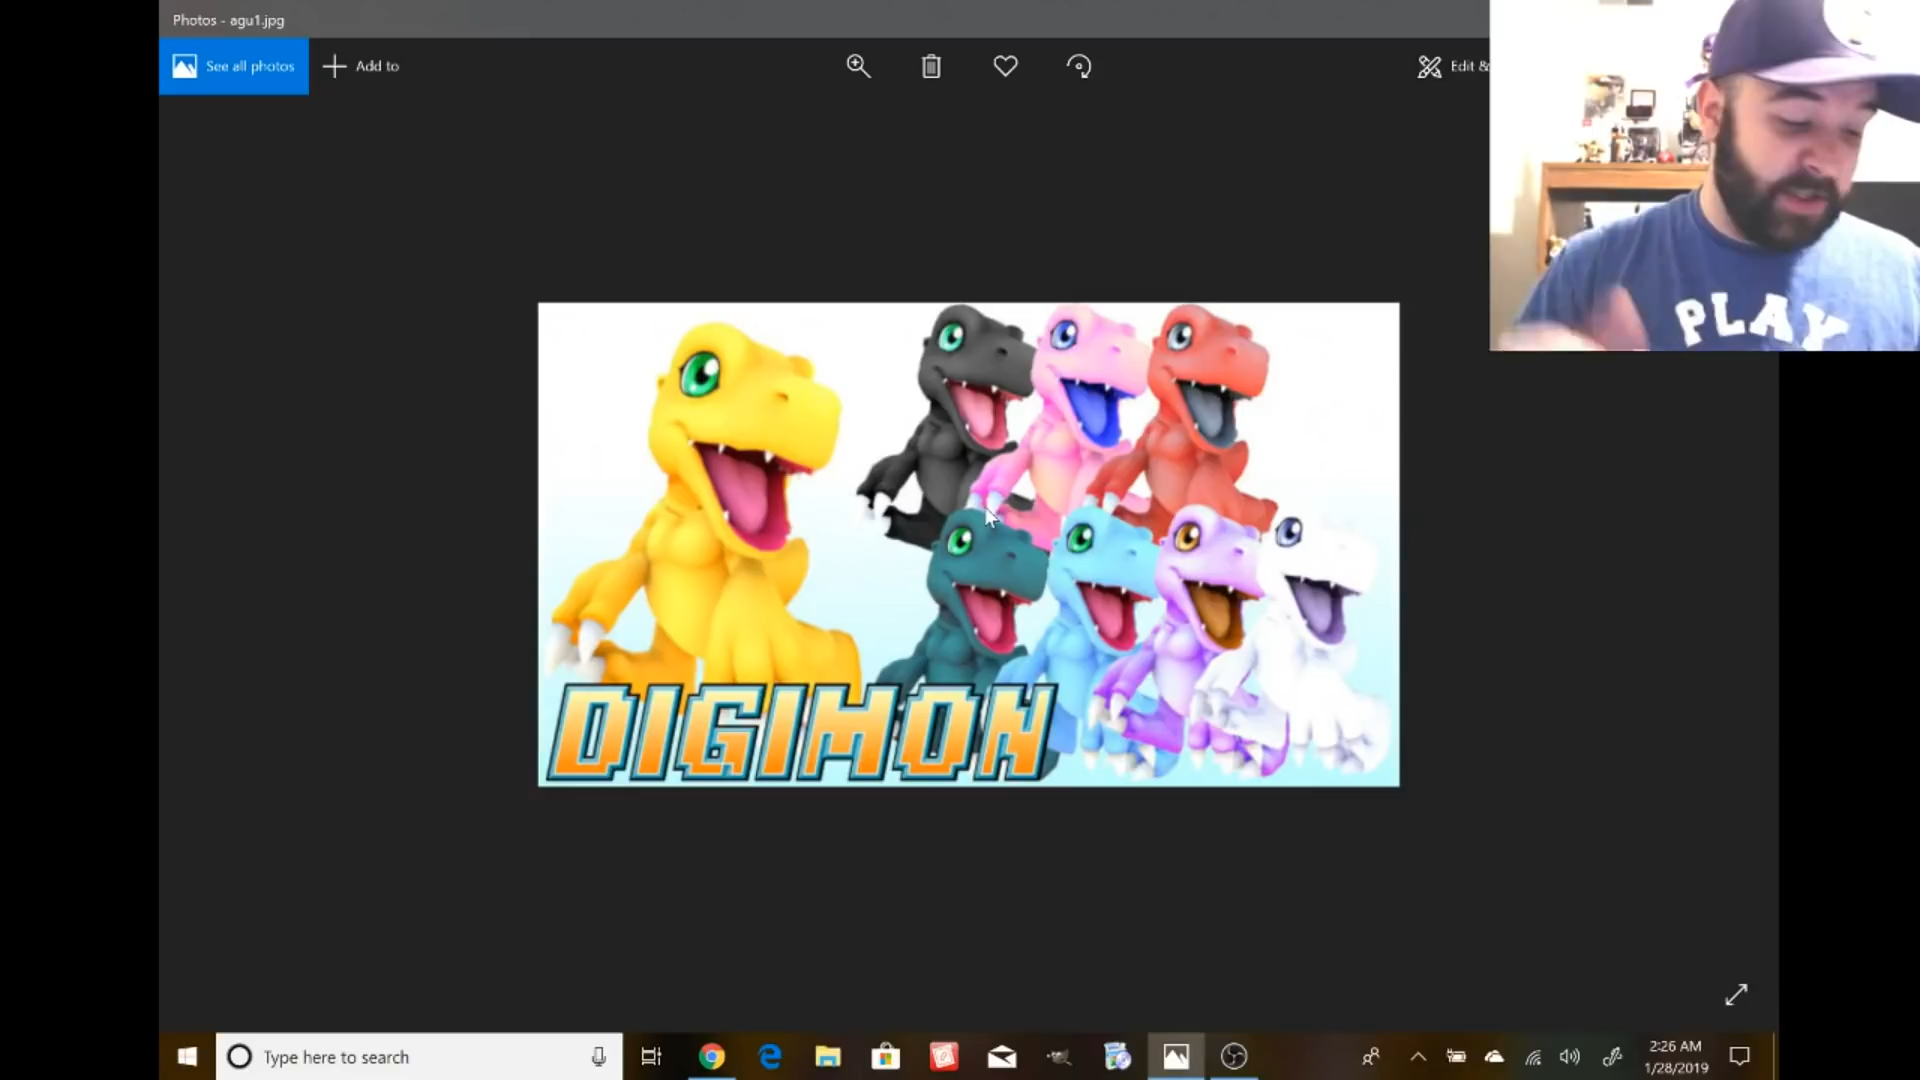 Photos - agu1.jpg
See all photos
Add to
Edit &
PLAY
DIGIMON
Type here to search
2:26 AM
1/28/2019